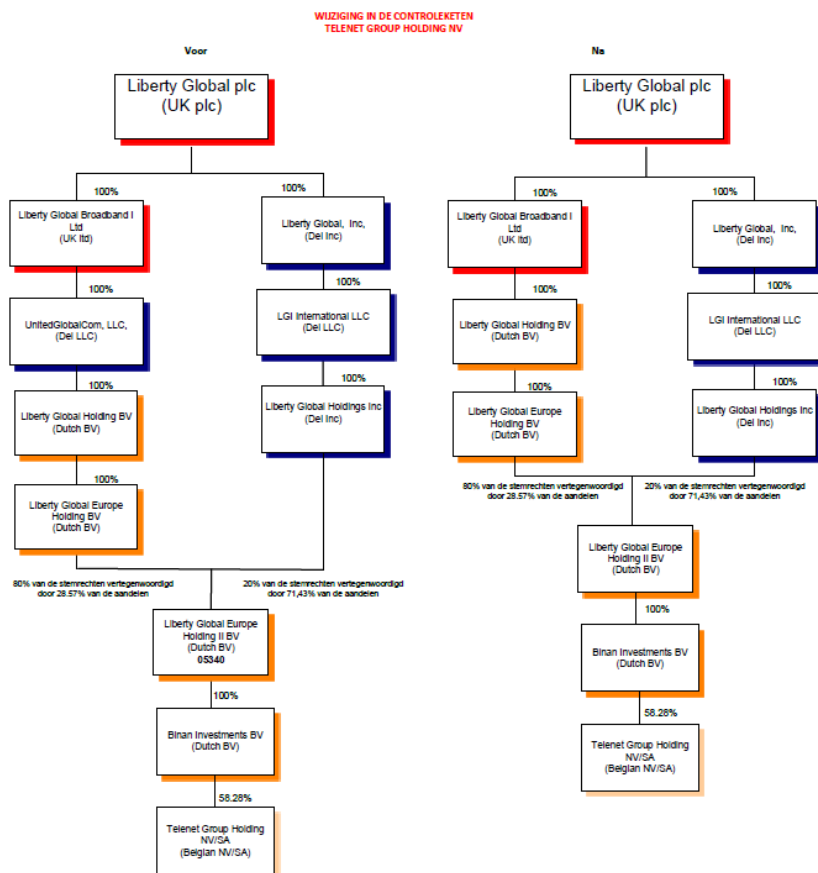 WIJZIGING IN DE CONTROLEKETEN
TELENET GROUP HOLDING NV
Voor
Liberty Global plc
(UK plc)
100%
100%
Liberty Global Broadband I
Ltd
(UK ltd)
Liberty Global, Inc,
(Del Inc)
100%
100%
UnitedGlobalCom, LLC,
(Del LLC)
LGI International LLC
(Del LLC)
100%
100%
Liberty Global Holding BV
(Dutch BV)
Liberty Global Holdings Inc
(Del Inc)
100%
Liberty Global Europe
Holding BV
(Dutch BV)
80% van de stemrechten vertegenwoordigd
door 28.57% van de aandelen
20% van de stemrechten vertegenwoordigd
door 71,43% van de aandelen
Liberty Global Europe
Holding II BV
(Dutch BV)
05340
100%
Binan Investments BV
(Dutch BV)
58.28%
Telenet Group Holding
NV/SA
(Belgian NV/SA)
Na
Liberty Global plc
(UK plc)
100%
100%
Liberty Global Broadband I
Ltd
(UK ltd)
Liberty Global, Inc,
(Del Inc)
100%
100%
Liberty Global Holding BV
(Dutch BV)
LGI International LLC
(Del LLC)
100%
100%
Liberty Global Europe
Holding BV
(Dutch BV)
Liberty Global Holdings Inc
(Del Inc)
80% van de stemrechten vertegenwoordigd
door 28.57% van de aandelen
20% van de stemrechten vertegenwoordigd
door 71,43% van de aandelen
Liberty Global Europe
Holding II BV
(Dutch BV)
100%
Binan Investments BV
(Dutch BV)
58.28%
Telenet Group Holding
NV/SA
(Belgian NV/SA)